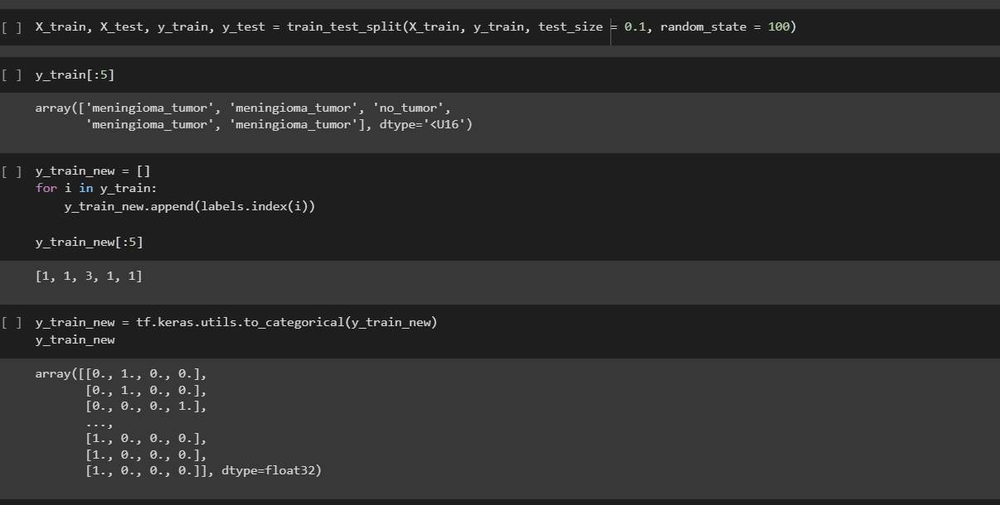 [ ] X_train, X_test, y_train, y_test = train_test_split(X_train, y_train, test_size = 0.1, random_state = 100)
[ ] y_train[:5]
array(['meningioma_tumor', 'meningioma_tumor', 'no_tumor',
       'meningioma_tumor', 'meningioma_tumor'], dtype='<U16')
[ ] y_train_new = []
for i in y_train:
    y_train_new.append(labels.index(i))
y_train_new[:5]
[1, 1, 3, 1, 1]
[ ] y_train_new = tf.keras.utils.to_categorical(y_train_new)
y_train_new
array([[0., 1., 0., 0.],
       [0., 1., 0., 0.],
       [0., 0., 0., 1.],
       ...,
       [1., 0., 0., 0.],
       [1., 0., 0., 0.],
       [1., 0., 0., 0.]], dtype=float32)